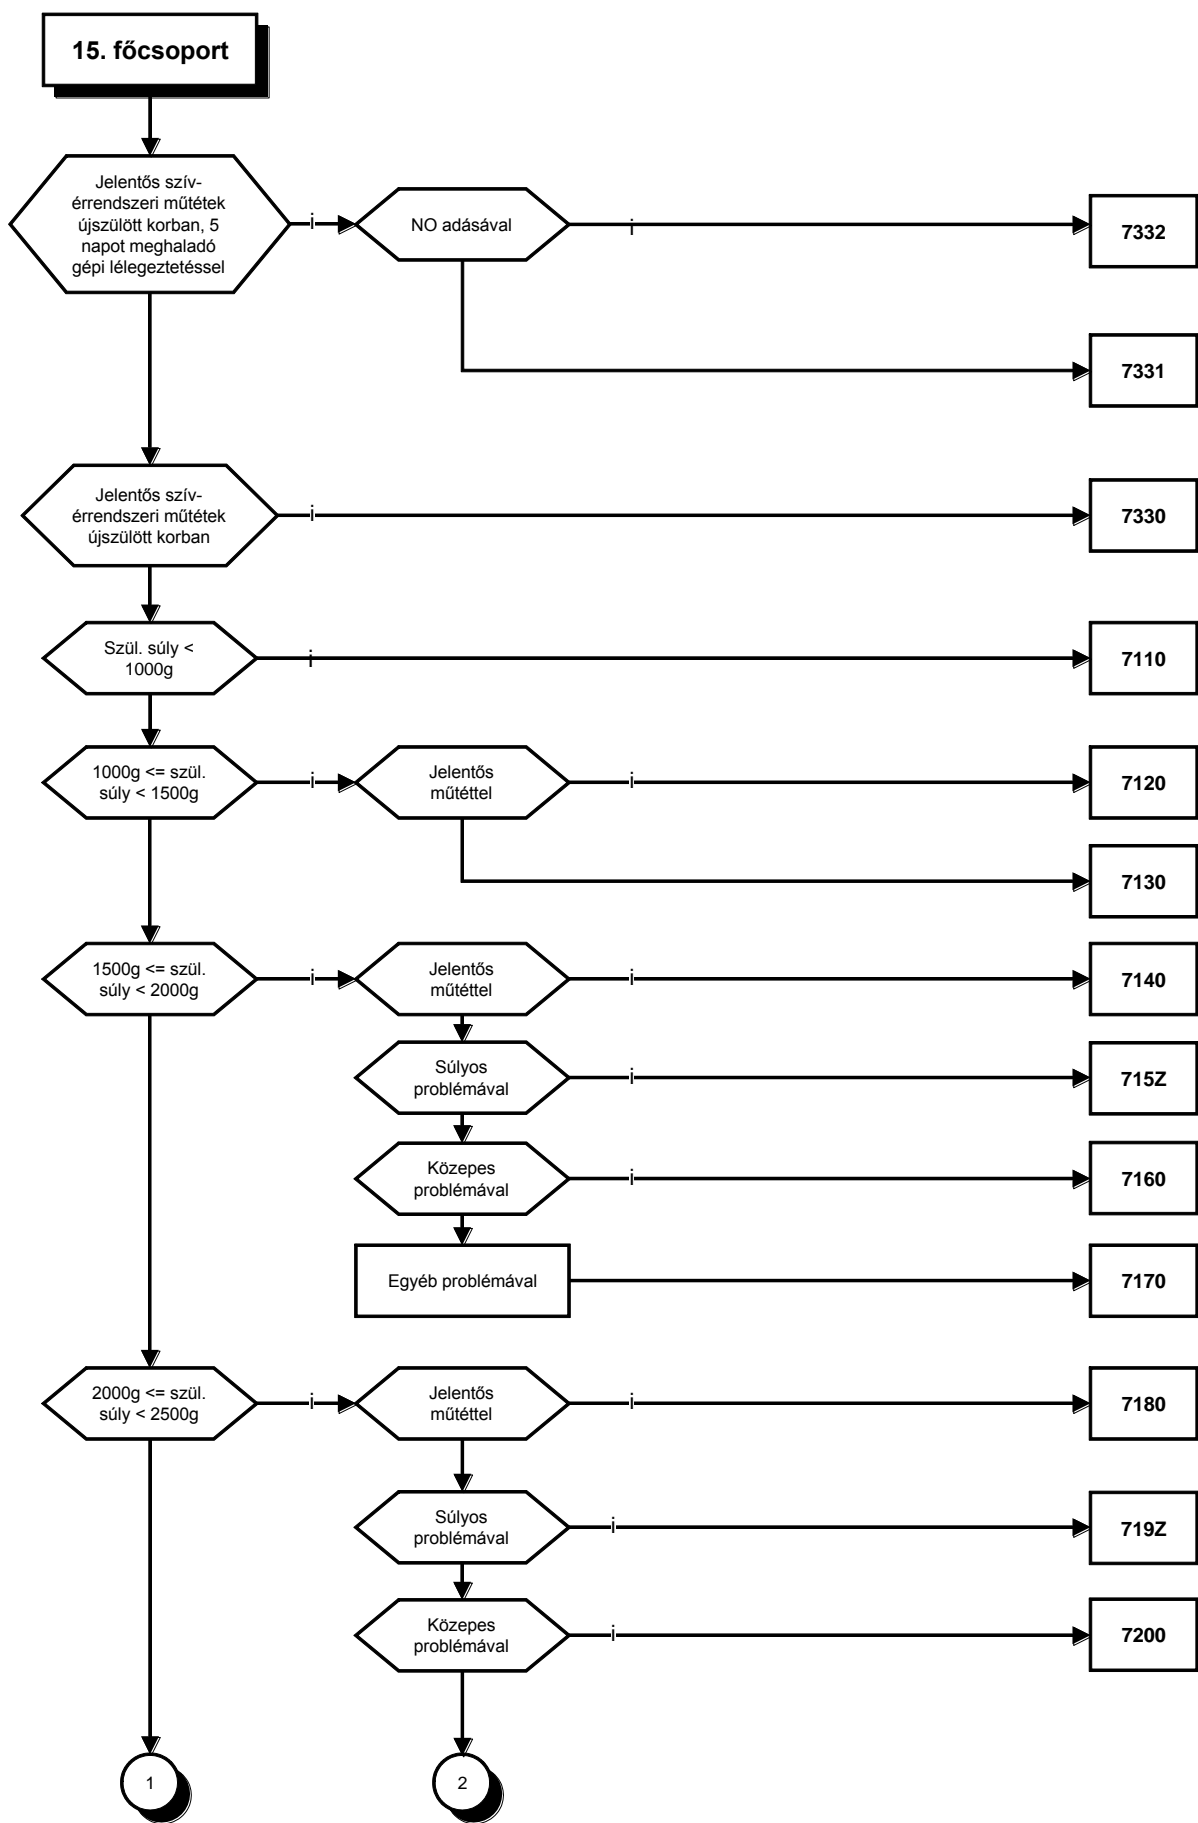 15. főcsoport
Jelentős szív-
érrendszeri műtétek
újszülött korban, 5
napot meghaladó
gépi lélegeztetéssel
i
NO adásával
i
7332
7331
Jelentős szív-
érrendszeri műtétek
újszülött korban
i
7330
Szül. súly <
1000g
i
7110
1000g <= szül.
súly < 1500g
i
Jelentős
műtéttel
i
7120
7130
1500g <= szül.
súly < 2000g
i
Jelentős
műtéttel
i
7140
Súlyos
problémával
i
715Z
Közepes
problémával
i
7160
Egyéb problémával
7170
2000g <= szül.
súly < 2500g
i
Jelentős
műtéttel
i
7180
Súlyos
problémával
i
719Z
Közepes
problémával
i
7200
1
2